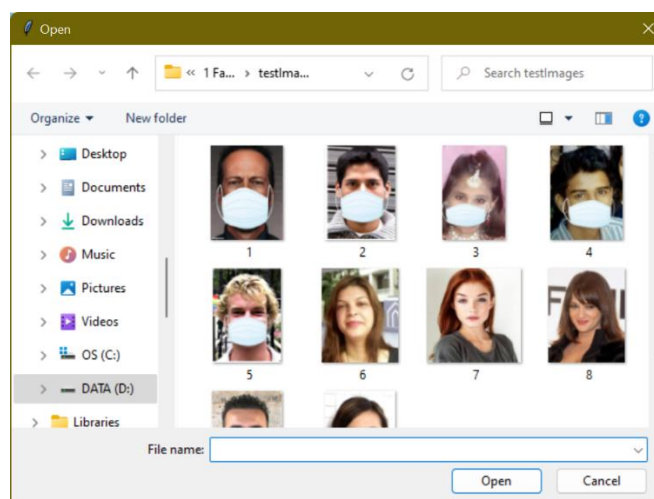 Open
« 1 Fa... › testIma...
Search testImages
Organize
New folder
Desktop
Documents
Downloads
Music
Pictures
Videos
OS (C:)
DATA (D:)
Libraries
1
2
3
4
5
6
7
8
File name:
Open
Cancel